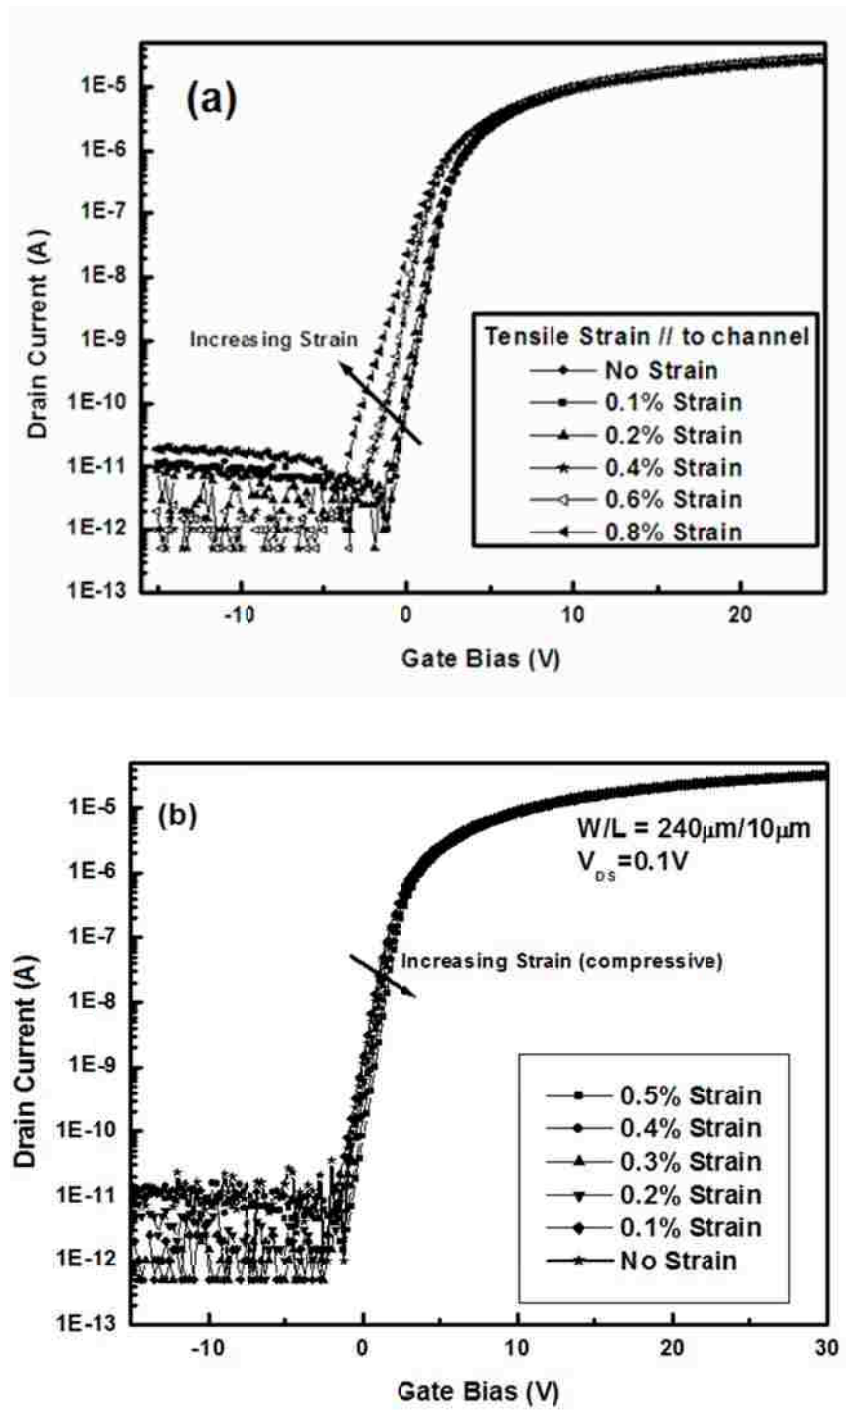 (a)
1E-5
1E-6
1E-7
1E-8
1E-9
1E-10
1E-11
1E-12
1E-13
Drain Current (A)
Increasing Strain
Tensile Strain // to channel
No Strain
0.1% Strain
0.2% Strain
0.4% Strain
0.6% Strain
0.8% Strain
-10 0 10 20
Gate Bias (V)
(b)
W/L = 240μm/10μm
VDS=0.1V
1E-5
1E-6
1E-7
1E-8
1E-9
1E-10
1E-11
1E-12
1E-13
Drain Current (A)
Increasing Strain (compressive)
0.5% Strain
0.4% Strain
0.3% Strain
0.2% Strain
0.1% Strain
No Strain
-10 0 10 20 30
Gate Bias (V)